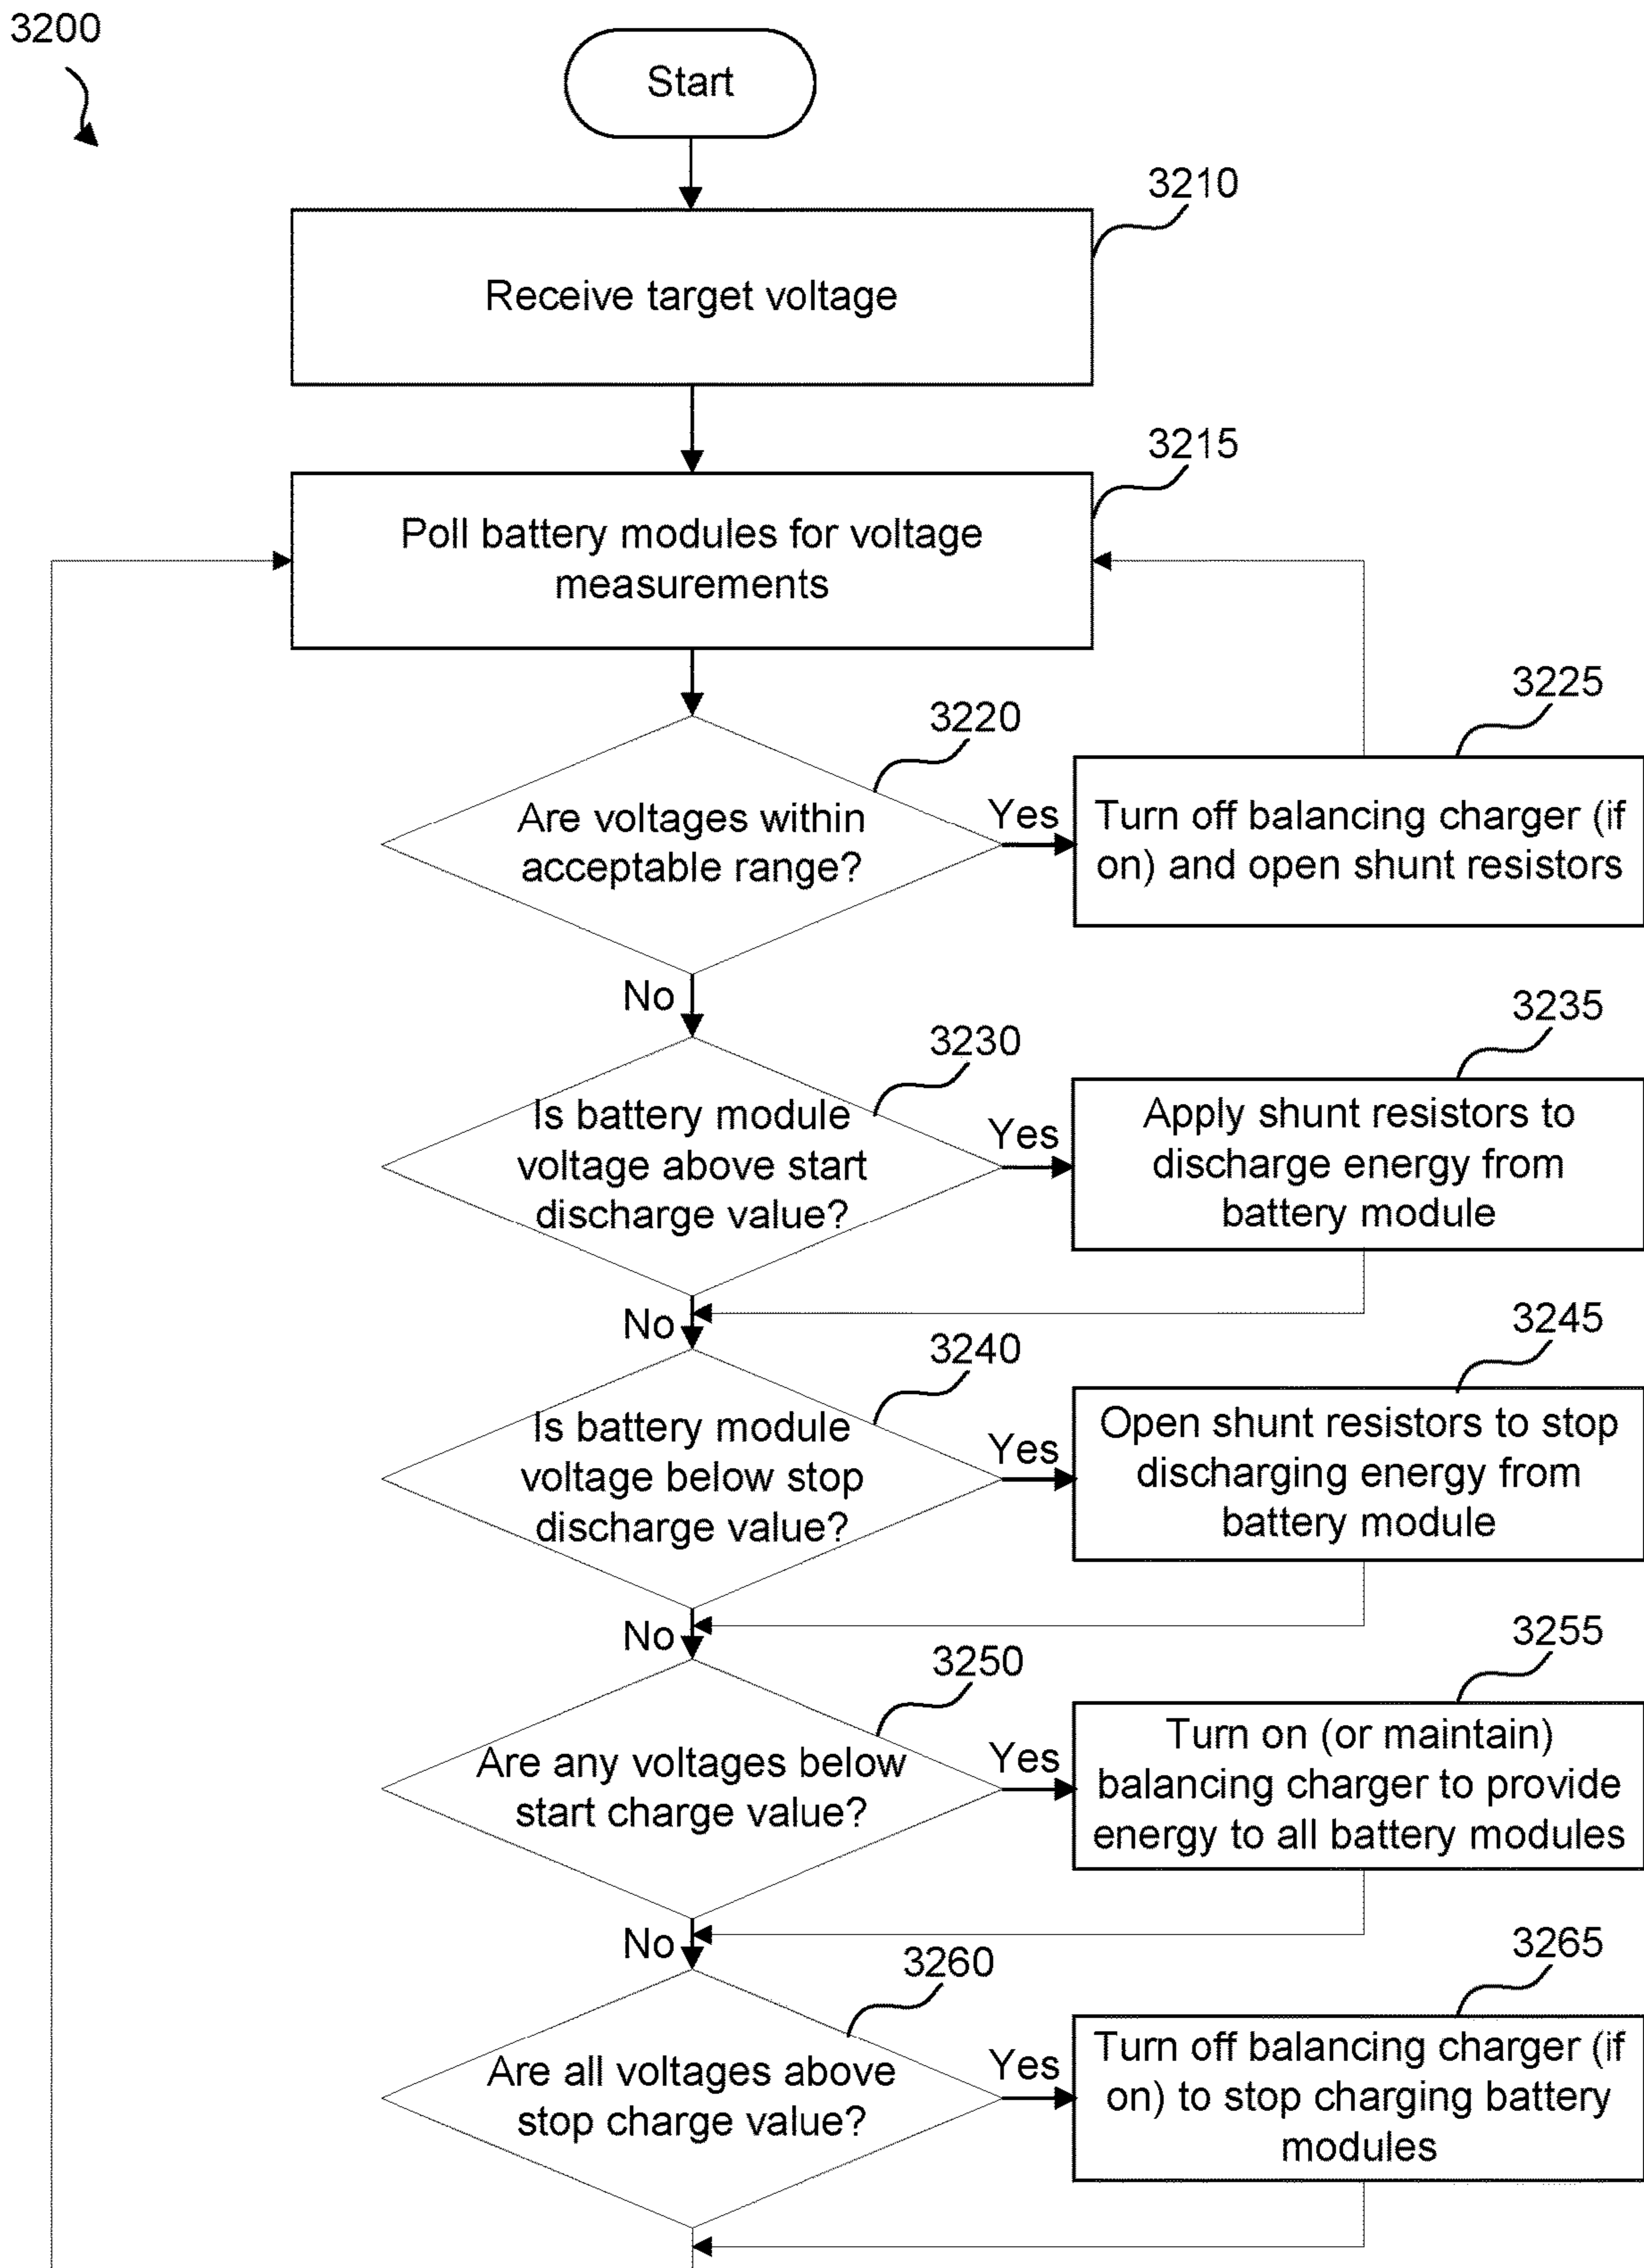 3200
Start
3210
Receive target voltage
3215
Poll battery modules for voltage
measurements
3220
3225
Are voltages within
acceptable range?
Yes
Turn off balancing charger (if
on) and open shunt resistors
No
3230
3235
Is battery module
voltage above start
discharge value?
Yes
Apply shunt resistors to
discharge energy from
battery module
No
3240
3245
Is battery module
voltage below stop
discharge value?
Yes
Open shunt resistors to stop
discharging energy from
battery module
No
3250
3255
Are any voltages below
start charge value?
Yes
Turn on (or maintain)
balancing charger to provide
energy to all battery modules
No
3260
3265
Are all voltages above
stop charge value?
Yes
Turn off balancing charger (if
on) to stop charging battery
modules